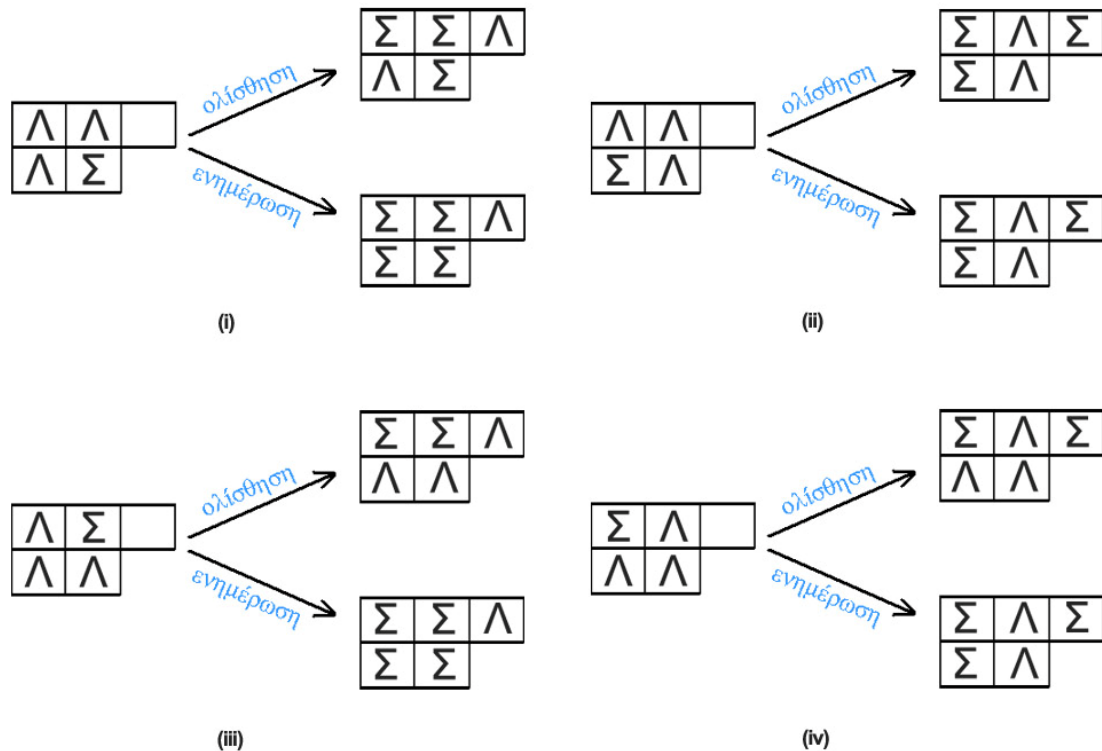 Σ Σ Λ
Λ Σ
ολίσθηση
Λ Λ
Λ Σ
ενημέρωση
Σ Σ Λ
Σ Σ
(i)
Σ Λ Σ
Σ Λ
ολίσθηση
Λ Λ
Σ Λ
ενημέρωση
Σ Λ Σ
Σ Λ
(ii)
Σ Σ Λ
Λ Λ
ολίσθηση
Λ Σ
Λ Λ
ενημέρωση
Σ Σ Λ
Σ Σ
(iii)
Σ Λ Σ
Λ Λ
ολίσθηση
Σ Λ
Λ Λ
ενημέρωση
Σ Λ Σ
Σ Λ
(iv)